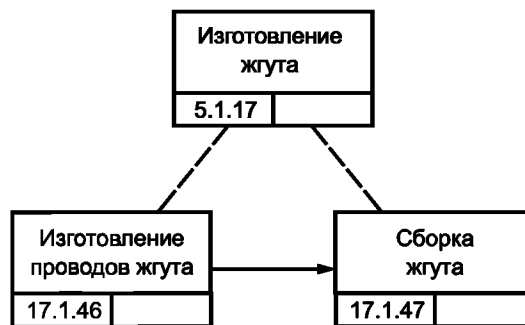 Изготовление
жгута
5.1.17
Изготовление
проводов жгута
17.1.46
Сборка
жгута
17.1.47